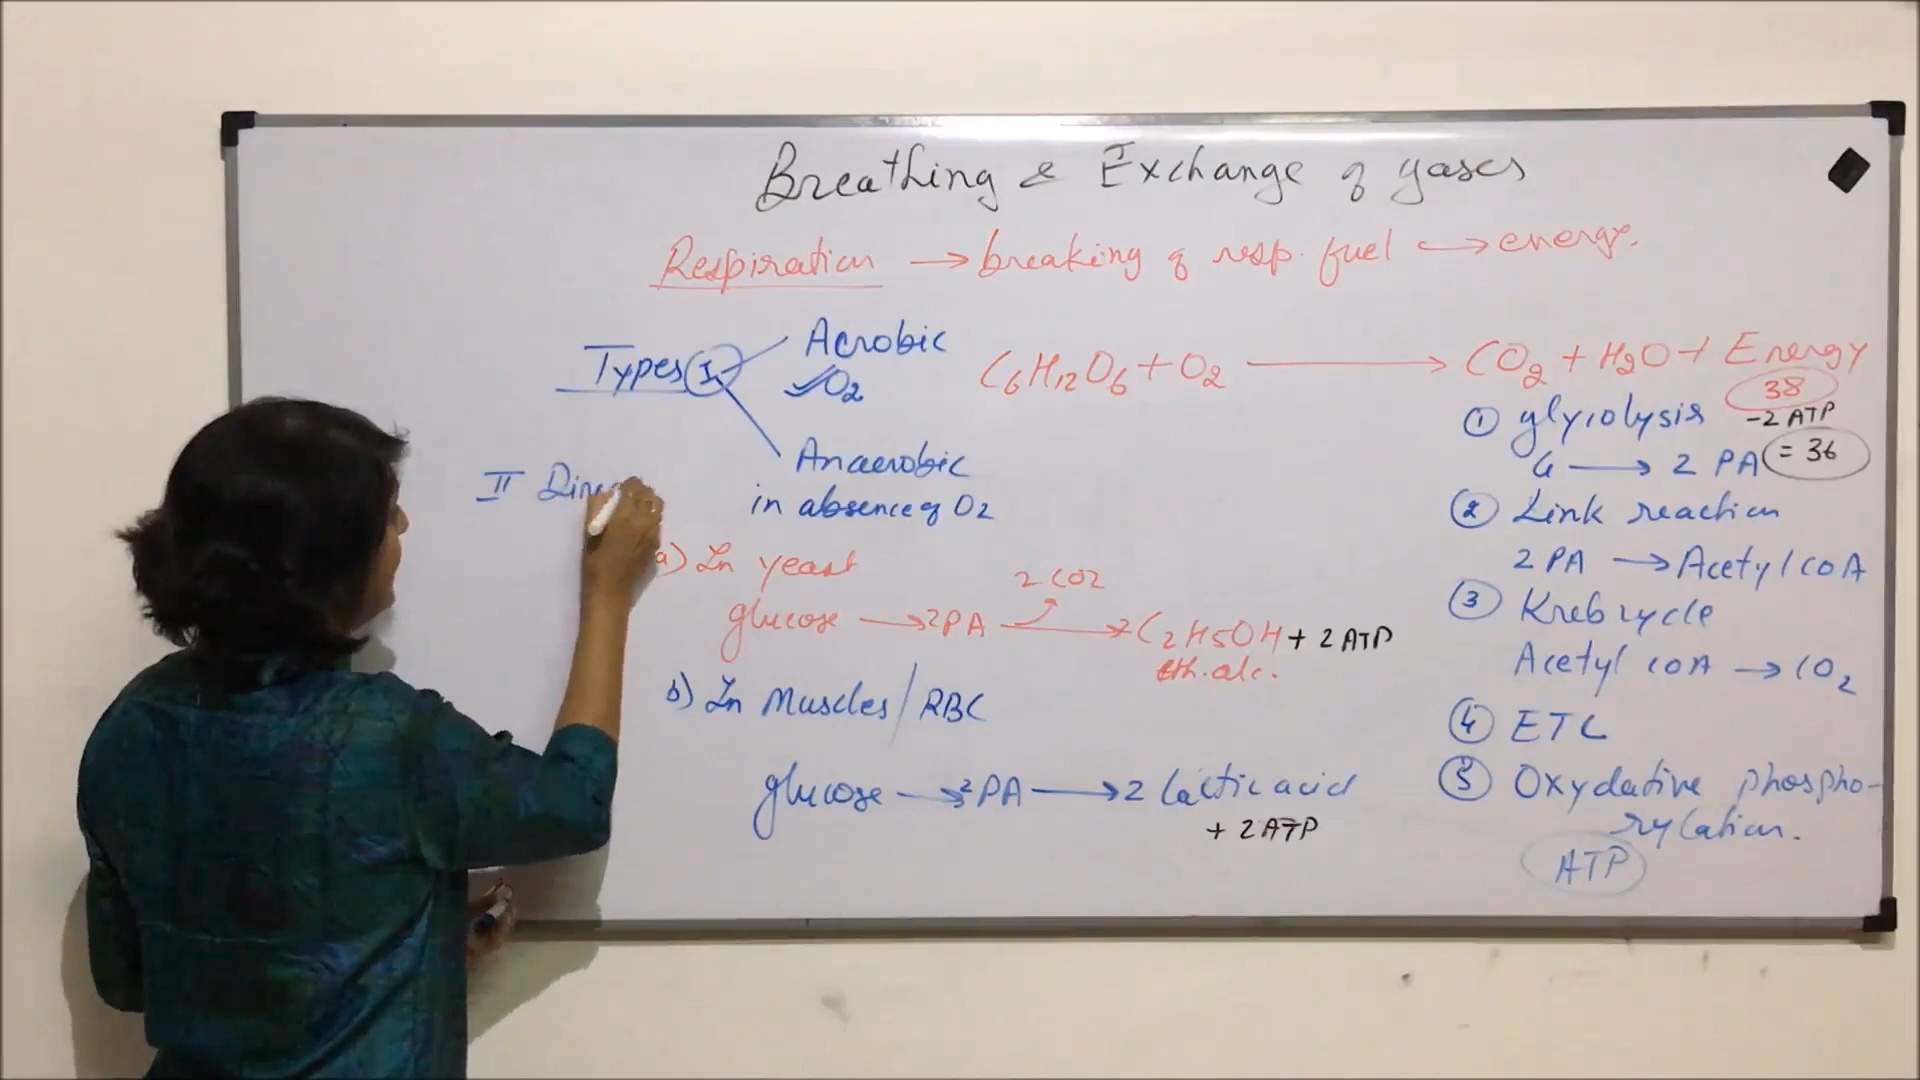 Breathing & Exchange of gases
Respiration → breaking of resp. fuel → energy.
Types I
Aerobic
✓O2
C6H12O6 + O2 → CO2 + H2O + Energy
38
-2 ATP
= 36
① glycolysis
G → 2 PA
② Link reaction
2 PA → Acetyl coA
③ Kreb cycle
Acetyl coA → CO2
④ ETC
⑤ Oxydative phospho-
rylation.
ATP
Anaerobic
in absence of O2
II
a) In yeast
glucose → 2PA → 2 C2H5OH + 2 ATP
2 CO2
eth. alc.
b) In Muscles / RBC
glucose → 2PA → 2 Lactic acid
+ 2 ATP